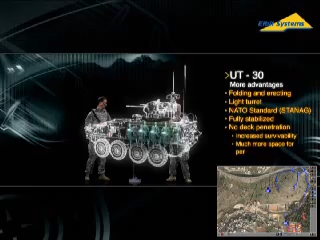 Elbit Systems
>UT - 30
More advantages
• Folding and erecting
• Light turret
• NATO Standard (STANAG)
• Fully stabilized
• No deck penetration
• Increased survivability
• Much more space for
per